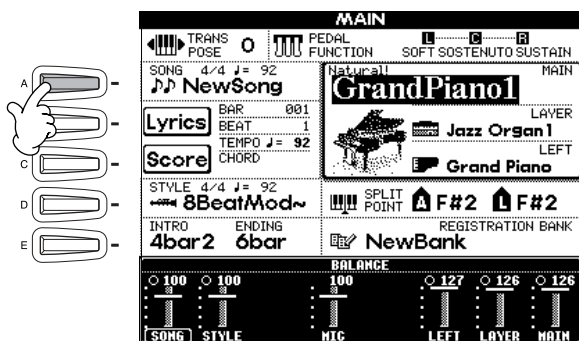 MAIN
TRANS POSE 0
PEDAL FUNCTION
L C R
SOFT SOSTENUTO SUSTAIN
SONG 4/4 ♩= 92
NewSong
Natural! MAIN
GrandPiano1
Lyrics
BAR 001
BEAT 1
TEMPO ♩= 92
CHORD
Score
LAYER
Jazz Organ1
LEFT
Grand Piano
STYLE 4/4 ♩= 92
8BeatMod~
SPLIT POINT A F#2 L F#2
INTRO ENDING
4bar2 6bar
REGISTRATION BANK
NewBank
BALANCE
100 100 100 127 126 126
SONG STYLE MIC LEFT LAYER MAIN
A
C
D
E